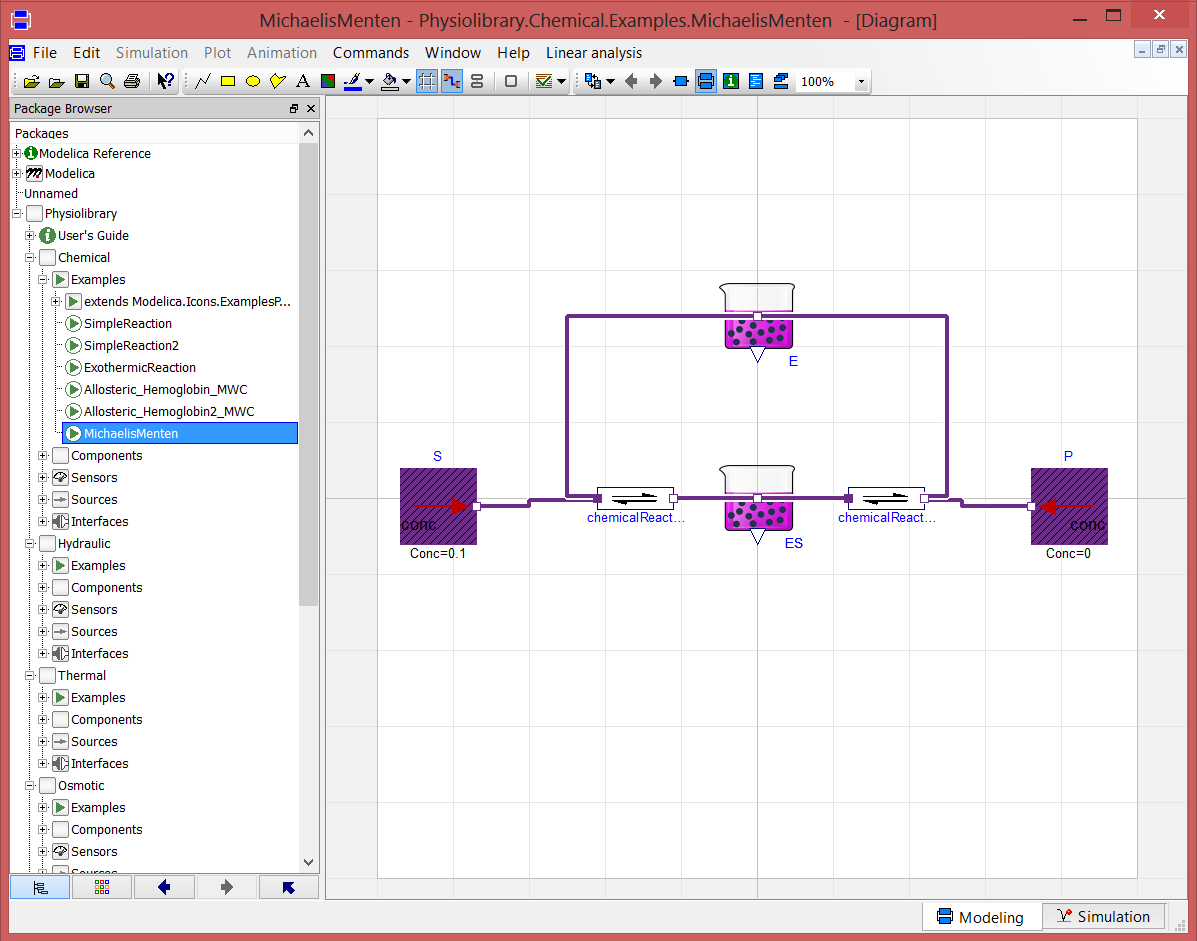 MichaelisMenten - Physiolibrary.Chemical.Examples.MichaelisMenten - [Diagram]
File Edit Simulation Plot Animation Commands Window Help Linear analysis
A 100%
Package Browser
Packages
Modelica Reference
Modelica
Unnamed
Physiolibrary
User's Guide
Chemical
Examples
extends Modelica.Icons.ExamplesP...
SimpleReaction
SimpleReaction2
ExothermicReaction
Allosteric_Hemoglobin_MWC
Allosteric_Hemoglobin2_MWC
MichaelisMenten
Components
Sensors
Sources
Interfaces
Hydraulic
Examples
Components
Sensors
Sources
Interfaces
Thermal
Examples
Components
Sources
Interfaces
Osmotic
Examples
Components
Sensors
Sources
E
S
P
conc
chemicalReact...
chemicalReact...
conc
ES
Conc=0.1
Conc=0
Modeling
Simulation